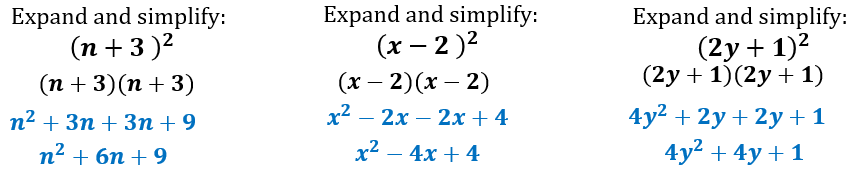 Expand and simplify:
(n + 3 )²
(n + 3)(n + 3)
n² + 3n + 3n + 9
n² + 6n + 9
Expand and simplify:
(x − 2 )²
(x − 2)(x − 2)
x² − 2x − 2x + 4
x² − 4x + 4
Expand and simplify:
(2y + 1)²
(2y + 1)(2y + 1)
4y² + 2y + 2y + 1
4y² + 4y + 1